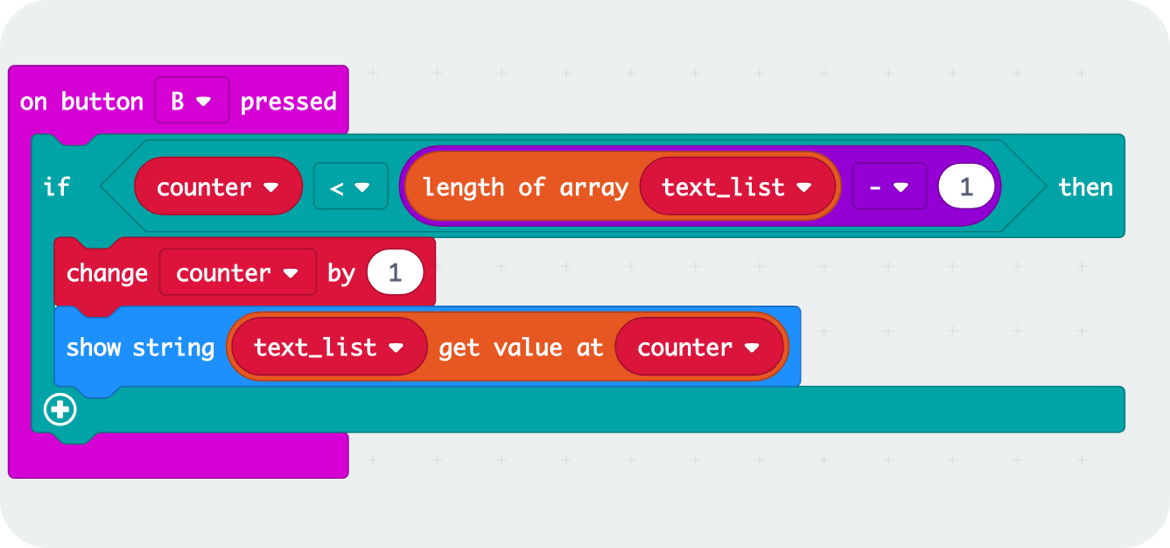 on button B pressed
if counter < length of array text_list - 1 then
change counter by 1
show string text_list get value at counter